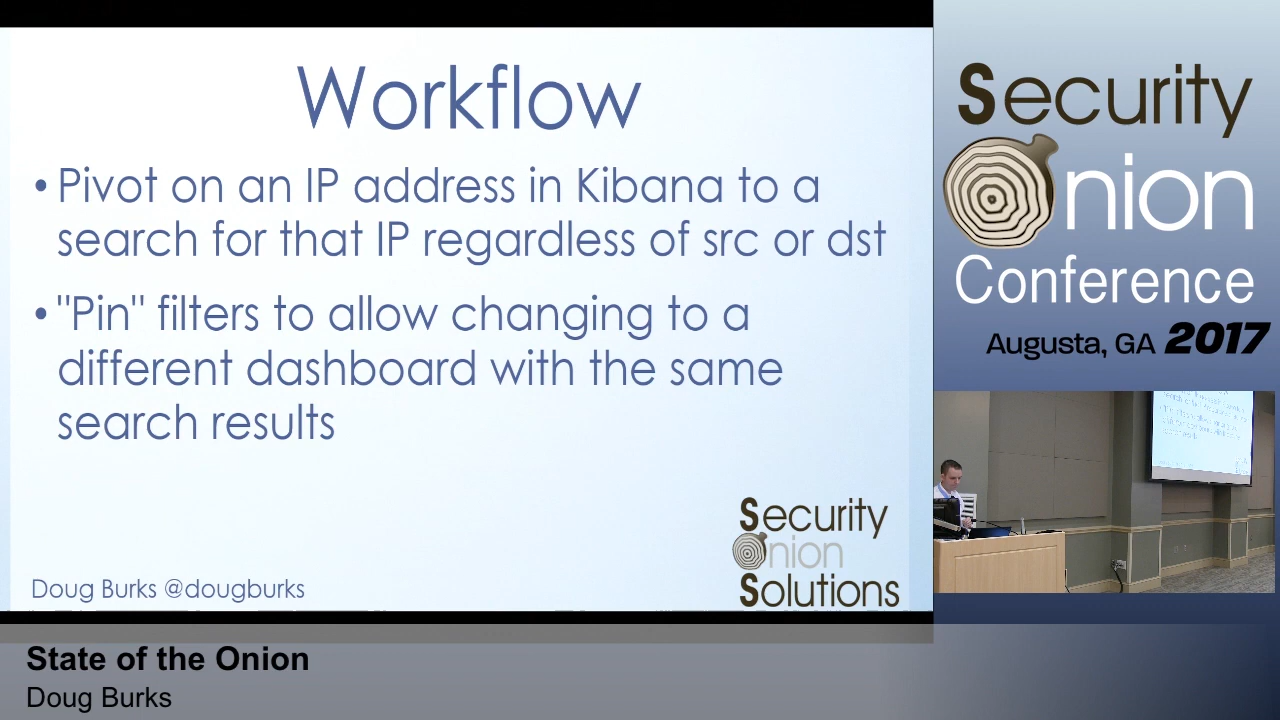 Workflow
• Pivot on an IP address in Kibana to a
search for that IP regardless of src or dst
• "Pin" filters to allow changing to a
different dashboard with the same
search results
Doug Burks @dougburks
Security
Onion
Solutions
Security
Onion
Conference
Augusta, GA 2017
State of the Onion
Doug Burks